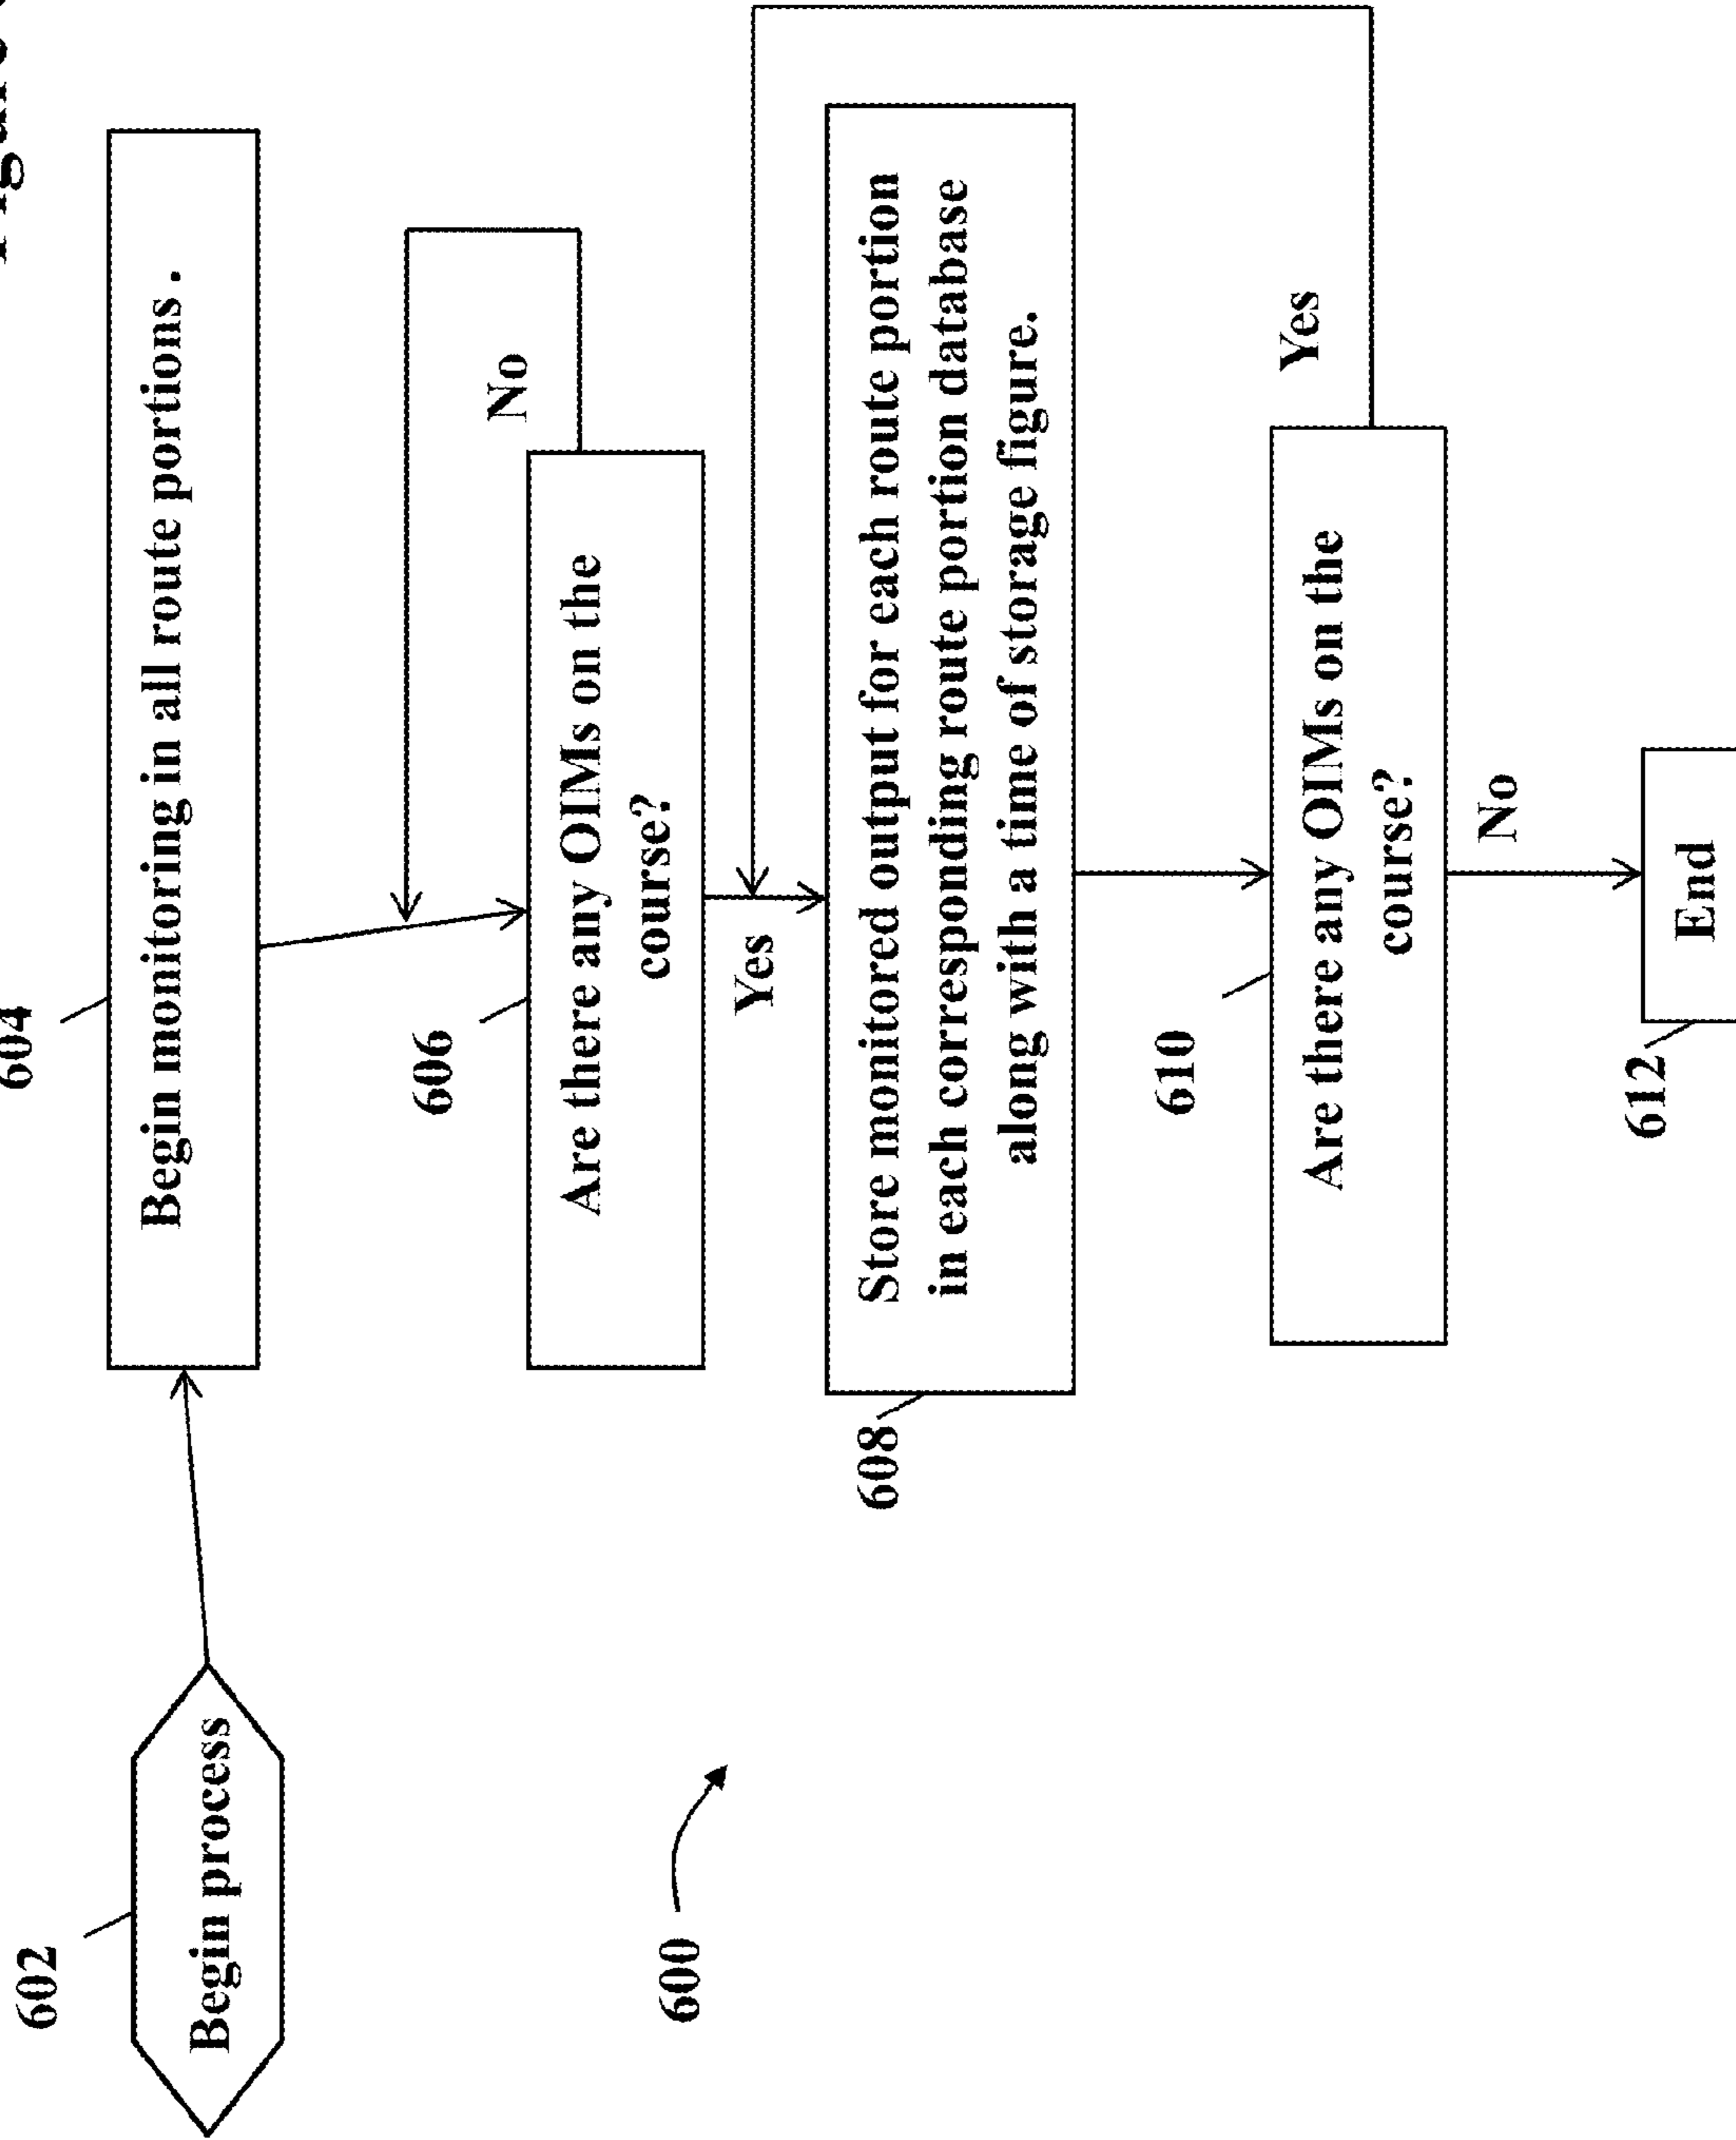 602
Begin process
604
Begin monitoring in all route portions.
606
Are there any OIMs on the
course?
No
Yes
608
Store monitored output for each route portion
in each corresponding route portion database
along with a time of storage figure.
610
Are there any OIMs on the
course?
Yes
No
612
End
600